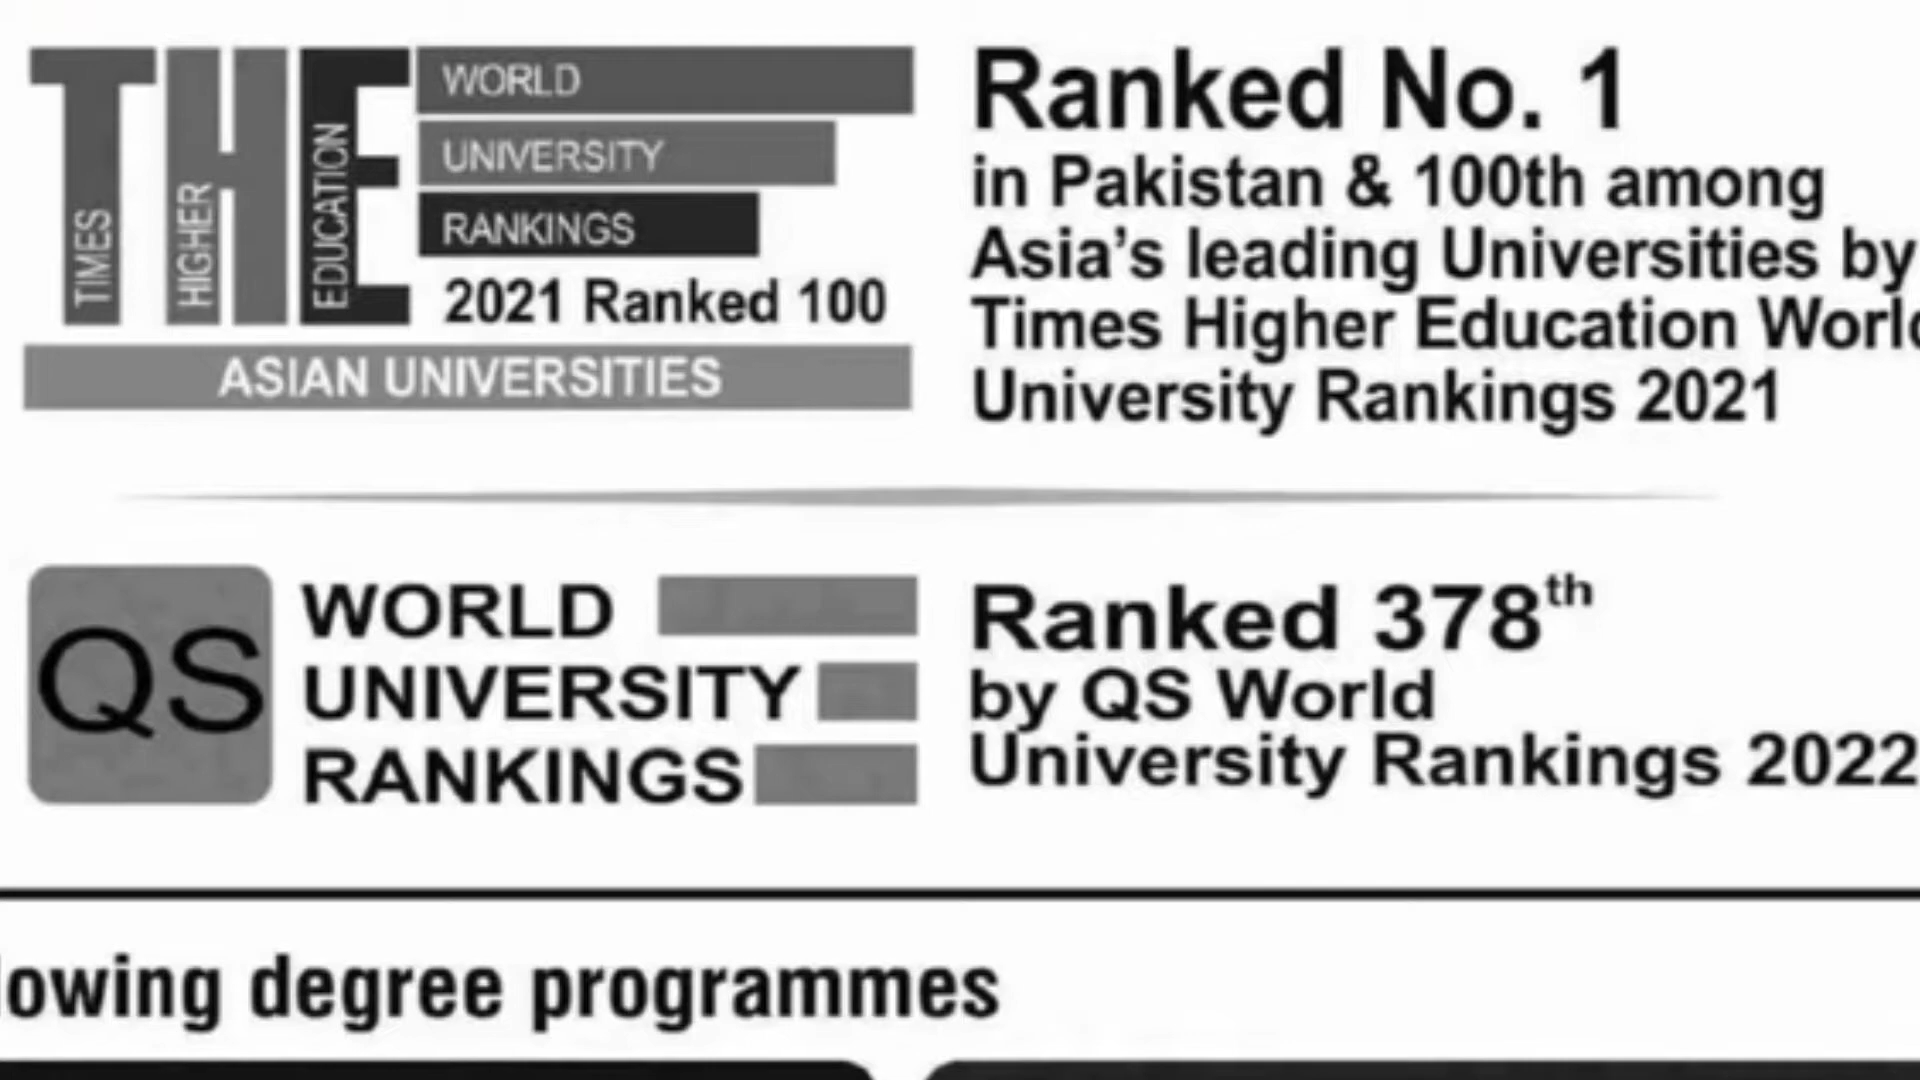 TIMES
HIGHER
EDUCATION
WORLD
UNIVERSITY
RANKINGS
2021 Ranked 100
ASIAN UNIVERSITIES
Ranked No. 1
in Pakistan & 100th among
Asia's leading Universities by
Times Higher Education World
University Rankings 2021
QS
WORLD
UNIVERSITY
RANKINGS
Ranked 378th
by QS World
University Rankings 2022
lowing degree programmes